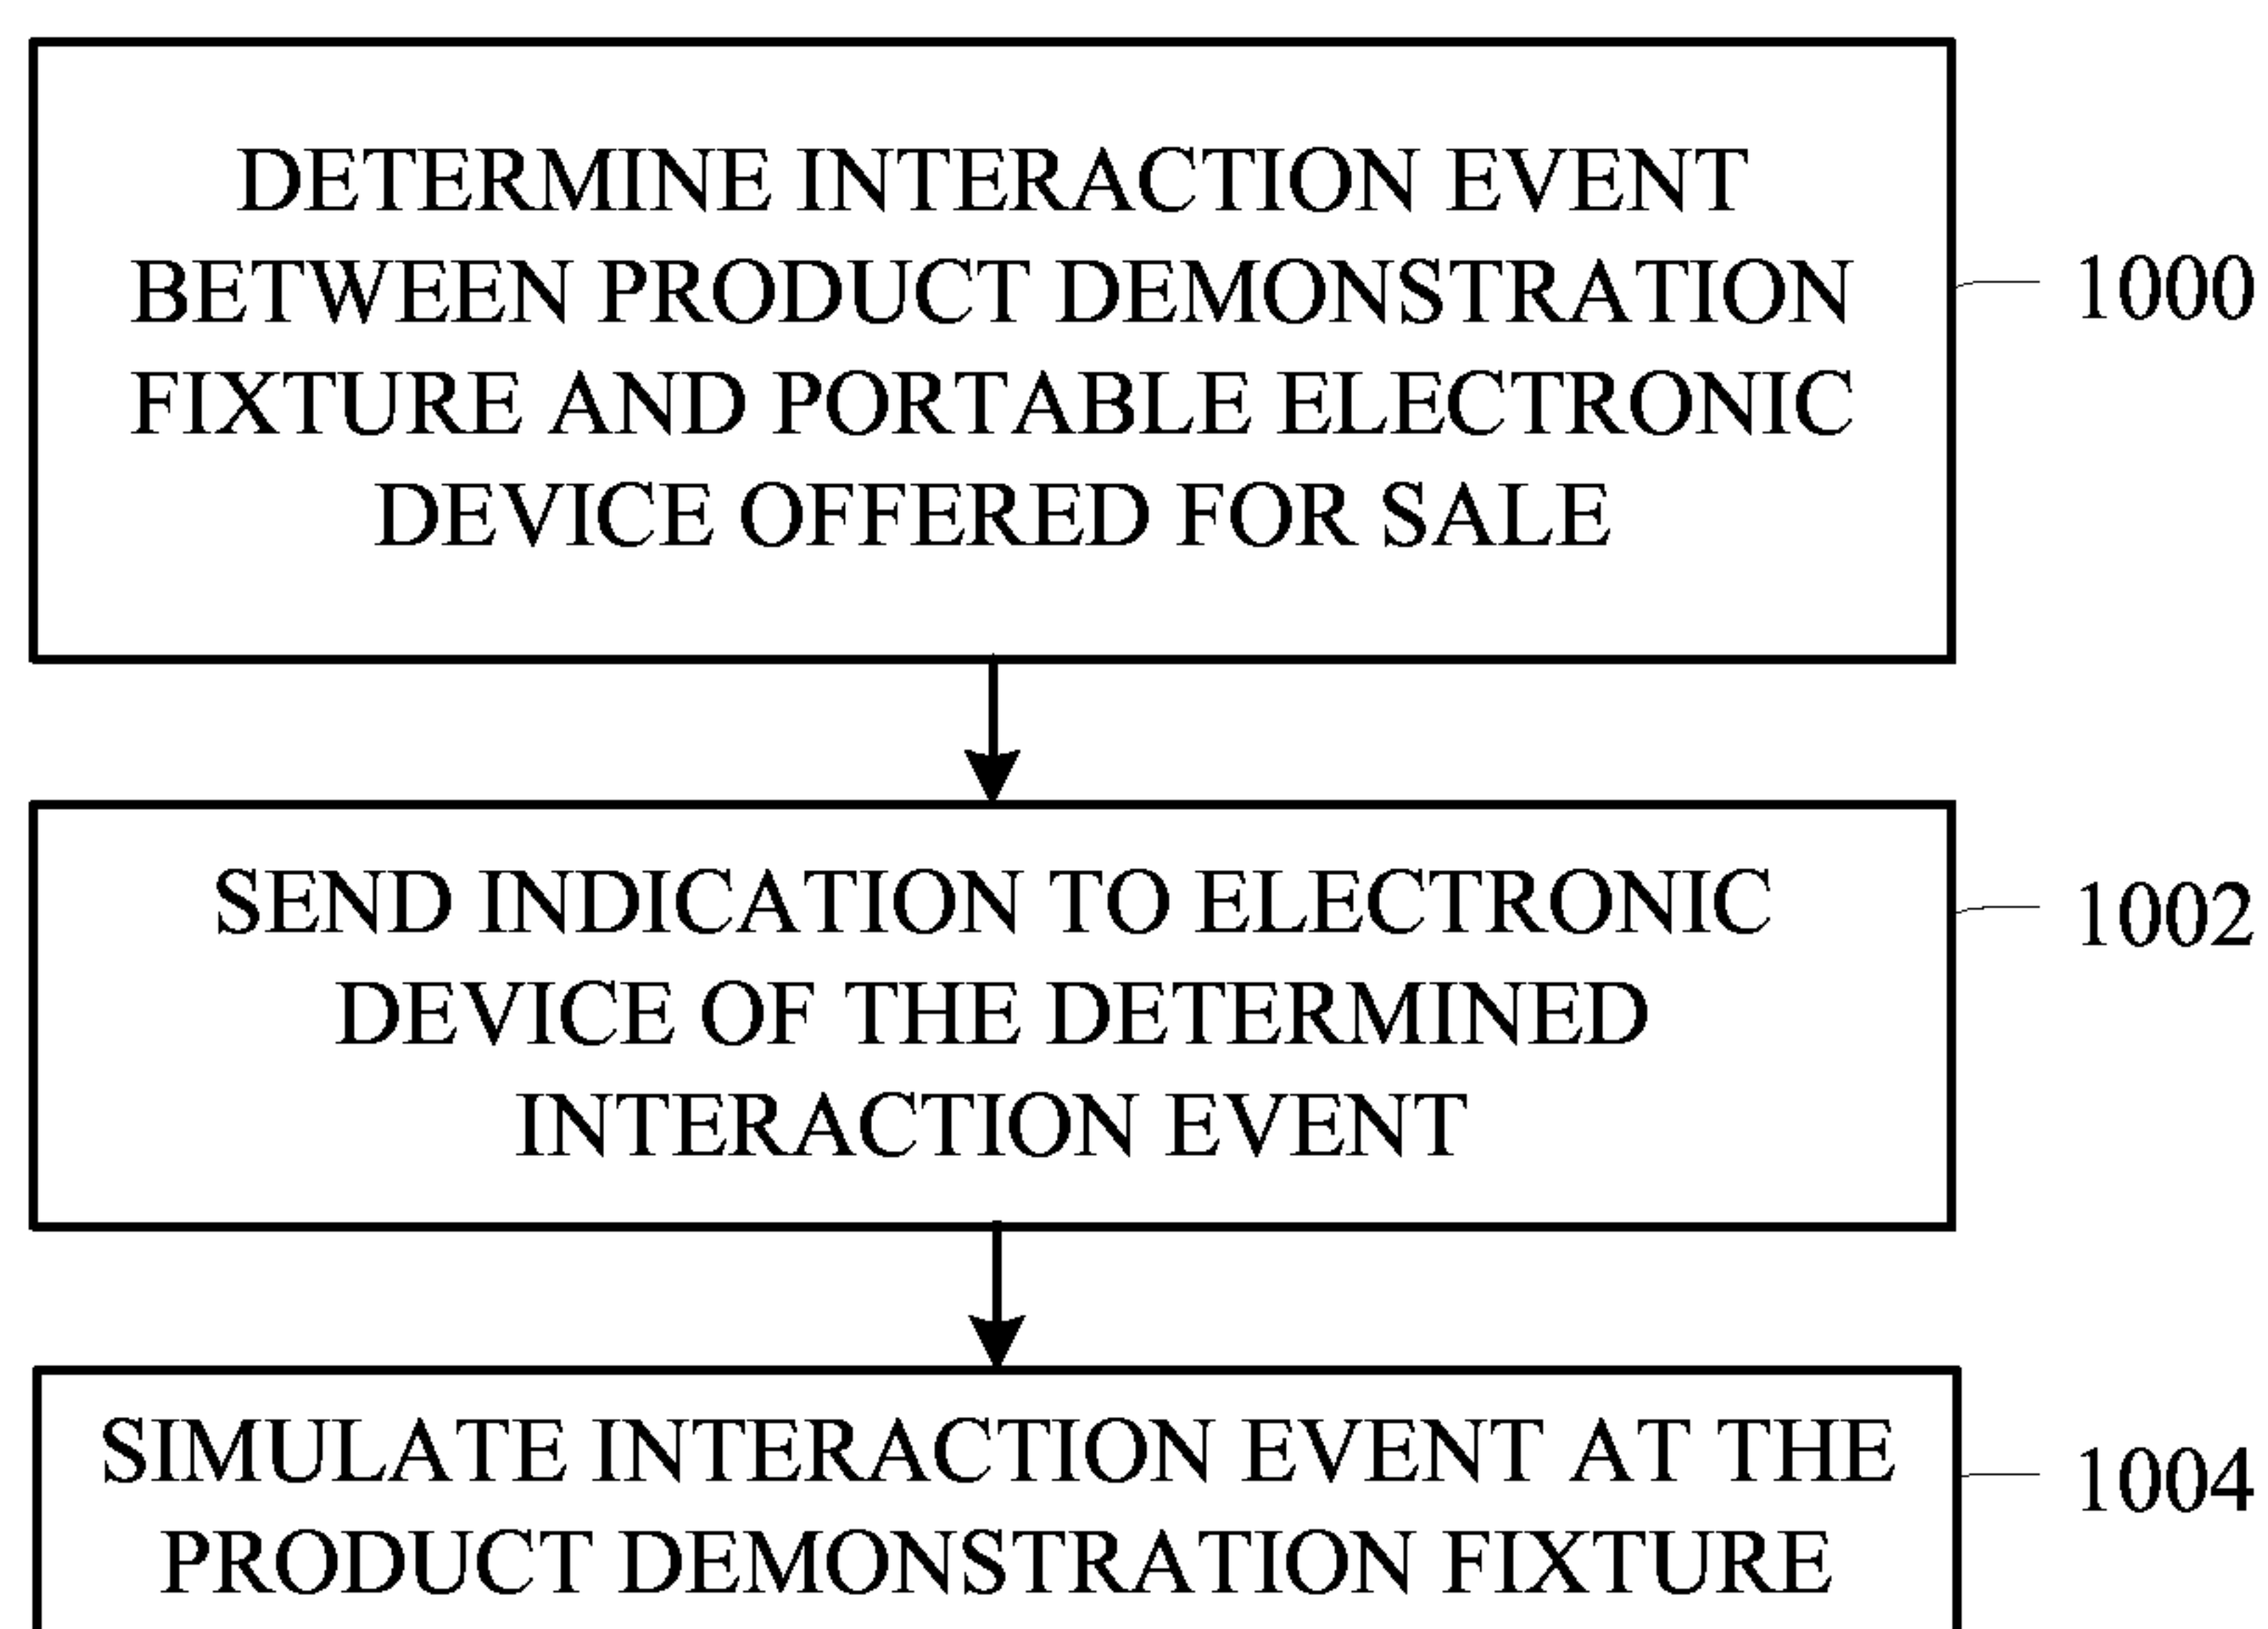 DETERMINE INTERACTION EVENT
BETWEEN PRODUCT DEMONSTRATION
FIXTURE AND PORTABLE ELECTRONIC
DEVICE OFFERED FOR SALE
1000
SEND INDICATION TO ELECTRONIC
DEVICE OF THE DETERMINED
INTERACTION EVENT
1002
SIMULATE INTERACTION EVENT AT THE
PRODUCT DEMONSTRATION FIXTURE
1004